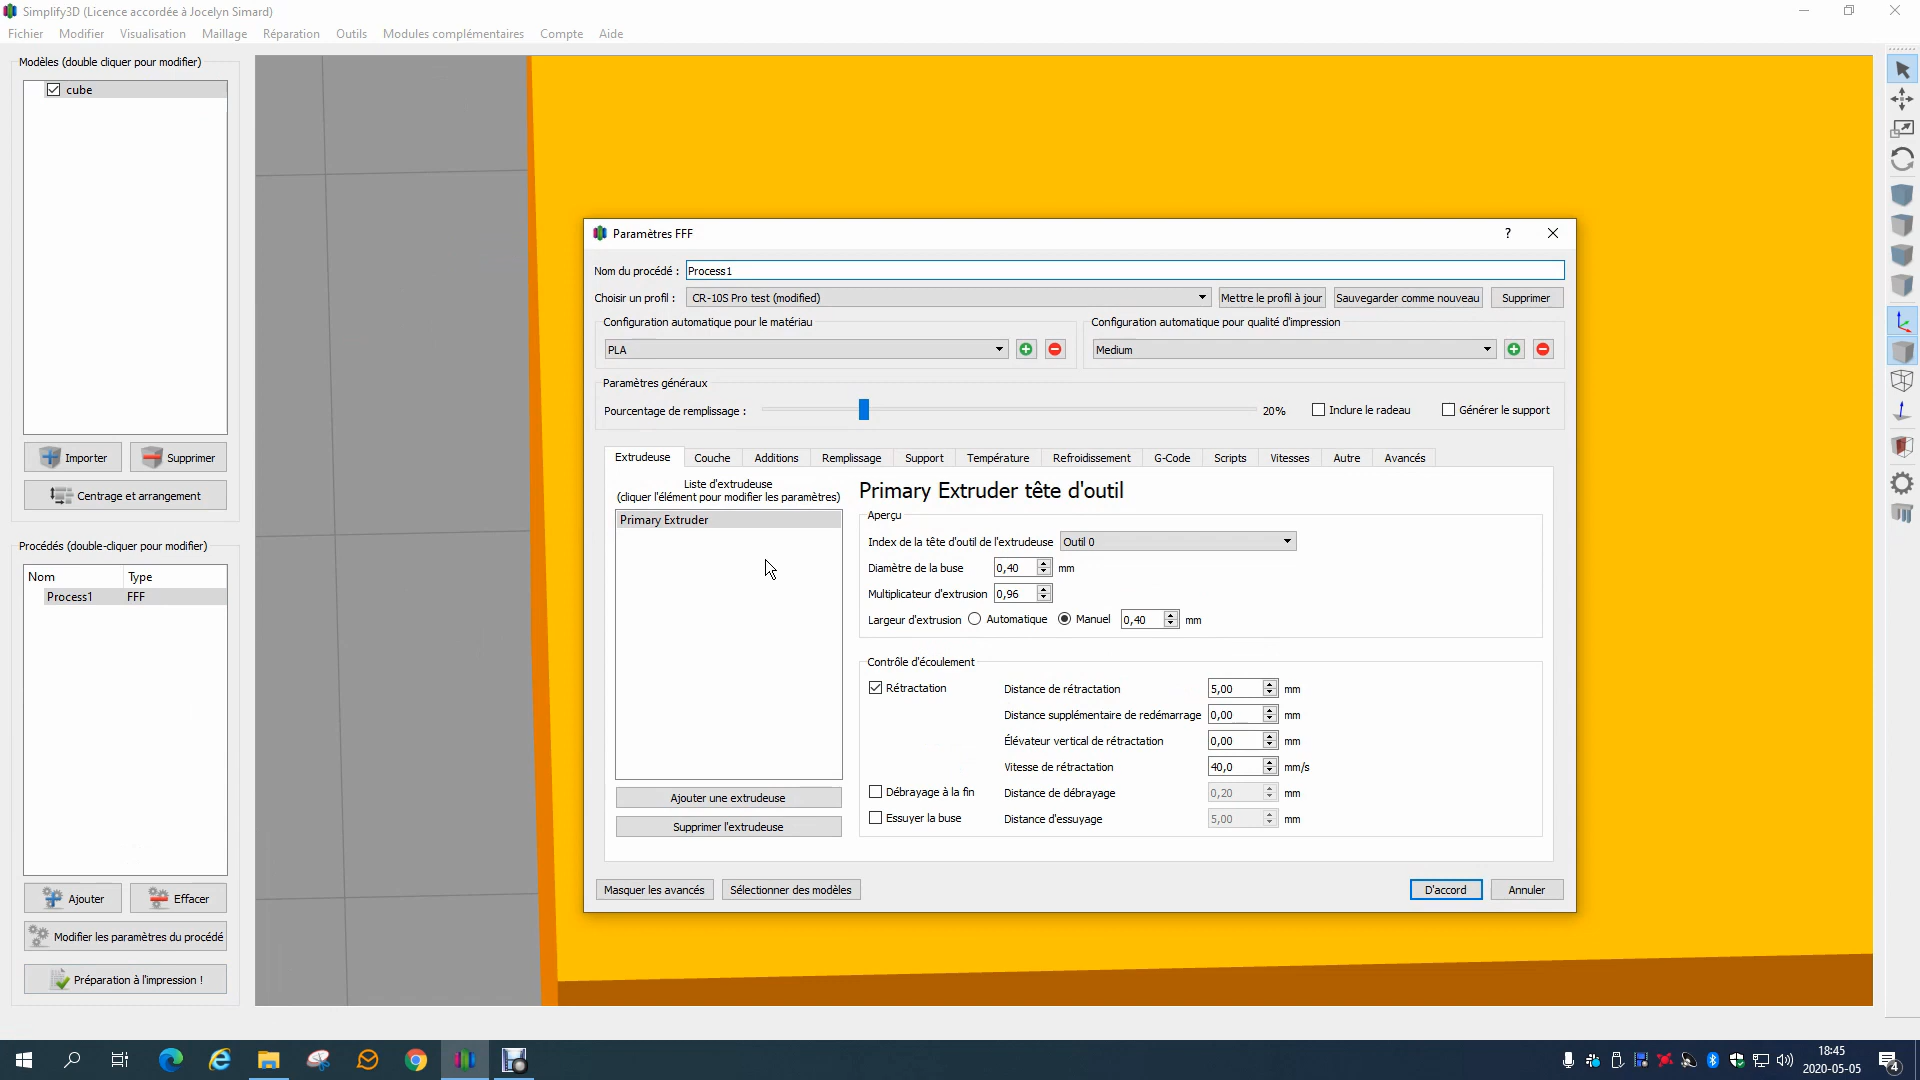 Simplify3D (Licence accordée à Jocelyn Simard)
Fichier Modifier Visualisation Maillage Réparation Outils Modules complémentaires Compte Aide
Modèles (double cliquer pour modifier)
cube
Importer Supprimer
Centrage et arrangement
Procédés (double-cliquer pour modifier)
Nom Type
Process1 FFF
Ajouter Effacer
Modifier les paramètres du procédé
Préparation à l'impression !
Paramètres FFF ?
Nom du procédé : Process1
Choisir un profil : CR-10S Pro test (modified) Mettre le profil à jour Sauvegarder comme nouveau Supprimer
Configuration automatique pour le matériau Configuration automatique pour qualité d'impression
PLA Medium
Paramètres généraux
Pourcentage de remplissage : 20% Inclure le radeau Générer le support
Extrudeuse Couche Additions Remplissage Support Température Refroidissement G-Code Scripts Vitesses Autre Avancés
Liste d'extrudeuse
(cliquer l'élément pour modifier les paramètres)
Primary Extruder
Ajouter une extrudeuse
Supprimer l'extrudeuse
Primary Extruder tête d'outil
Aperçu
Index de la tête d'outil de l'extrudeuse Outil 0
Diamètre de la buse 0,40 mm
Multiplicateur d'extrusion 0,96
Largeur d'extrusion Automatique Manuel 0,40 mm
Contrôle d'écoulement
Rétractation Distance de rétractation 5,00 mm
Distance supplémentaire de redémarrage 0,00 mm
Élévateur vertical de rétractation 0,00 mm
Vitesse de rétractation 40,0 mm/s
Débrayage à la fin Distance de débrayage 0,20 mm
Essuyer la buse Distance d'essuyage 5,00 mm
Masquer les avancés Sélectionner des modèles D'accord Annuler
18:45
2020-05-05
4